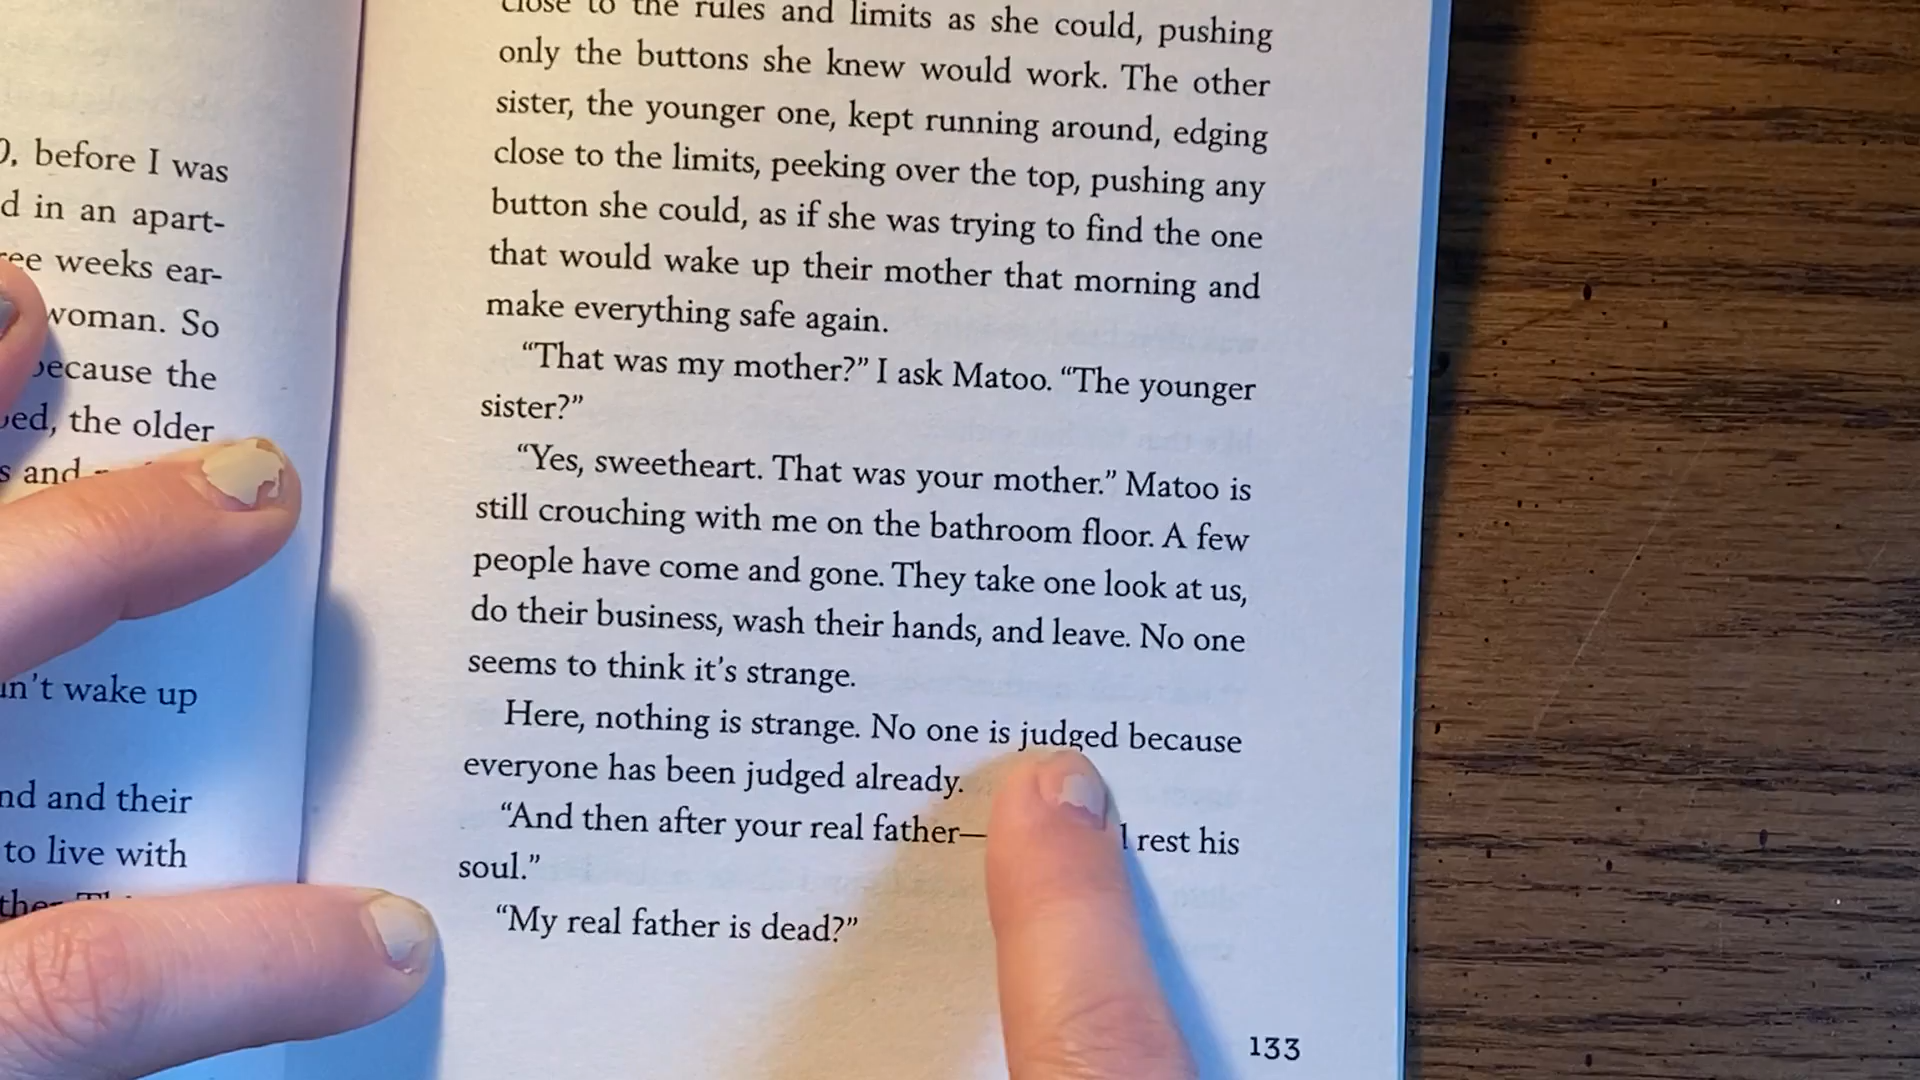 before I was
d in an apart-
weeks ear-
woman. So
because the
the older
s and
wake up
nd and their
to live with
close to the rules and limits as she could, pushing
only the buttons she knew would work. The other
sister, the younger one, kept running around, edging
close to the limits, peeking over the top, pushing any
button she could, as if she was trying to find the one
that would wake up their mother that morning and
make everything safe again.
“That was my mother?” I ask Matoo. “The younger
sister?”
“Yes, sweetheart. That was your mother.” Matoo is
still crouching with me on the bathroom floor. A few
people have come and gone. They take one look at us,
do their business, wash their hands, and leave. No one
seems to think it’s strange.
Here, nothing is strange. No one is judged because
everyone has been judged already.
“And then after your real father— rest his
soul.”
“My real father is dead?”
133